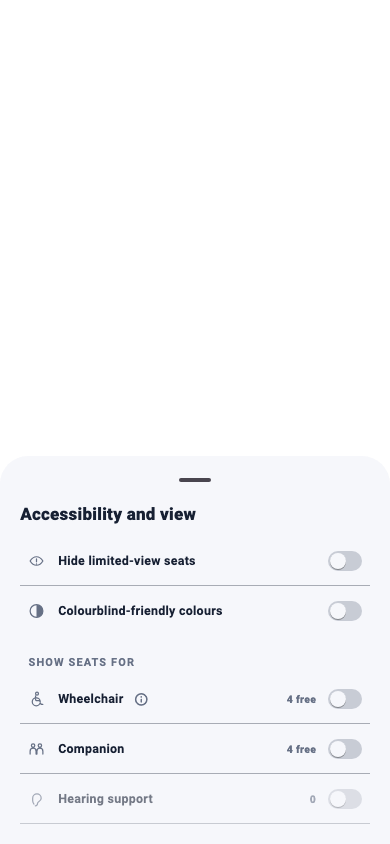 Accessibility and view
Hide limited-view seats
Colourblind-friendly colours
SHOW SEATS FOR
Wheelchair 4 free
Companion 4 free
Hearing support 0